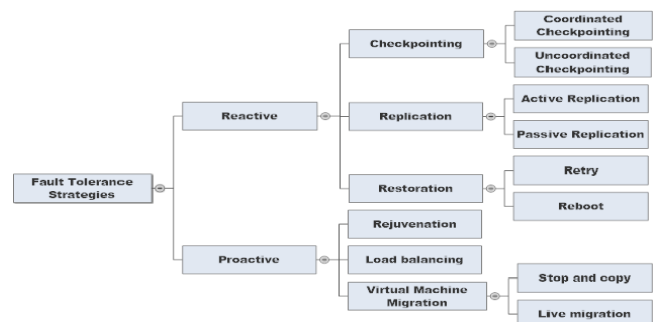 Coordinated
Checkpointing
Checkpointing
Uncoordinated
Checkpointing
Active Replication
Reactive
Replication
Passive Replication
Fault Tolerance
Strategies
Retry
Restoration
Reboot
Rejuvenation
Proactive
Load balancing
Stop and copy
Virtual Machine
Migration
Live migration